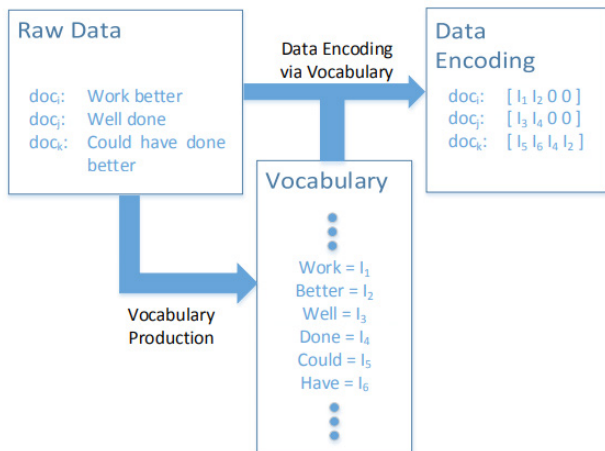 Raw Data
docᵢ: Work better
docⱼ: Well done
docₖ: Could have done
better
Data Encoding
via Vocabulary
Data
Encoding
docᵢ: [ I₁ I₂ 0 0 ]
docⱼ: [ I₃ I₄ 0 0 ]
docₖ: [ I₅ I₆ I₄ I₂ ]
Vocabulary
Production
Vocabulary
Work = I₁
Better = I₂
Well = I₃
Done = I₄
Could = I₅
Have = I₆